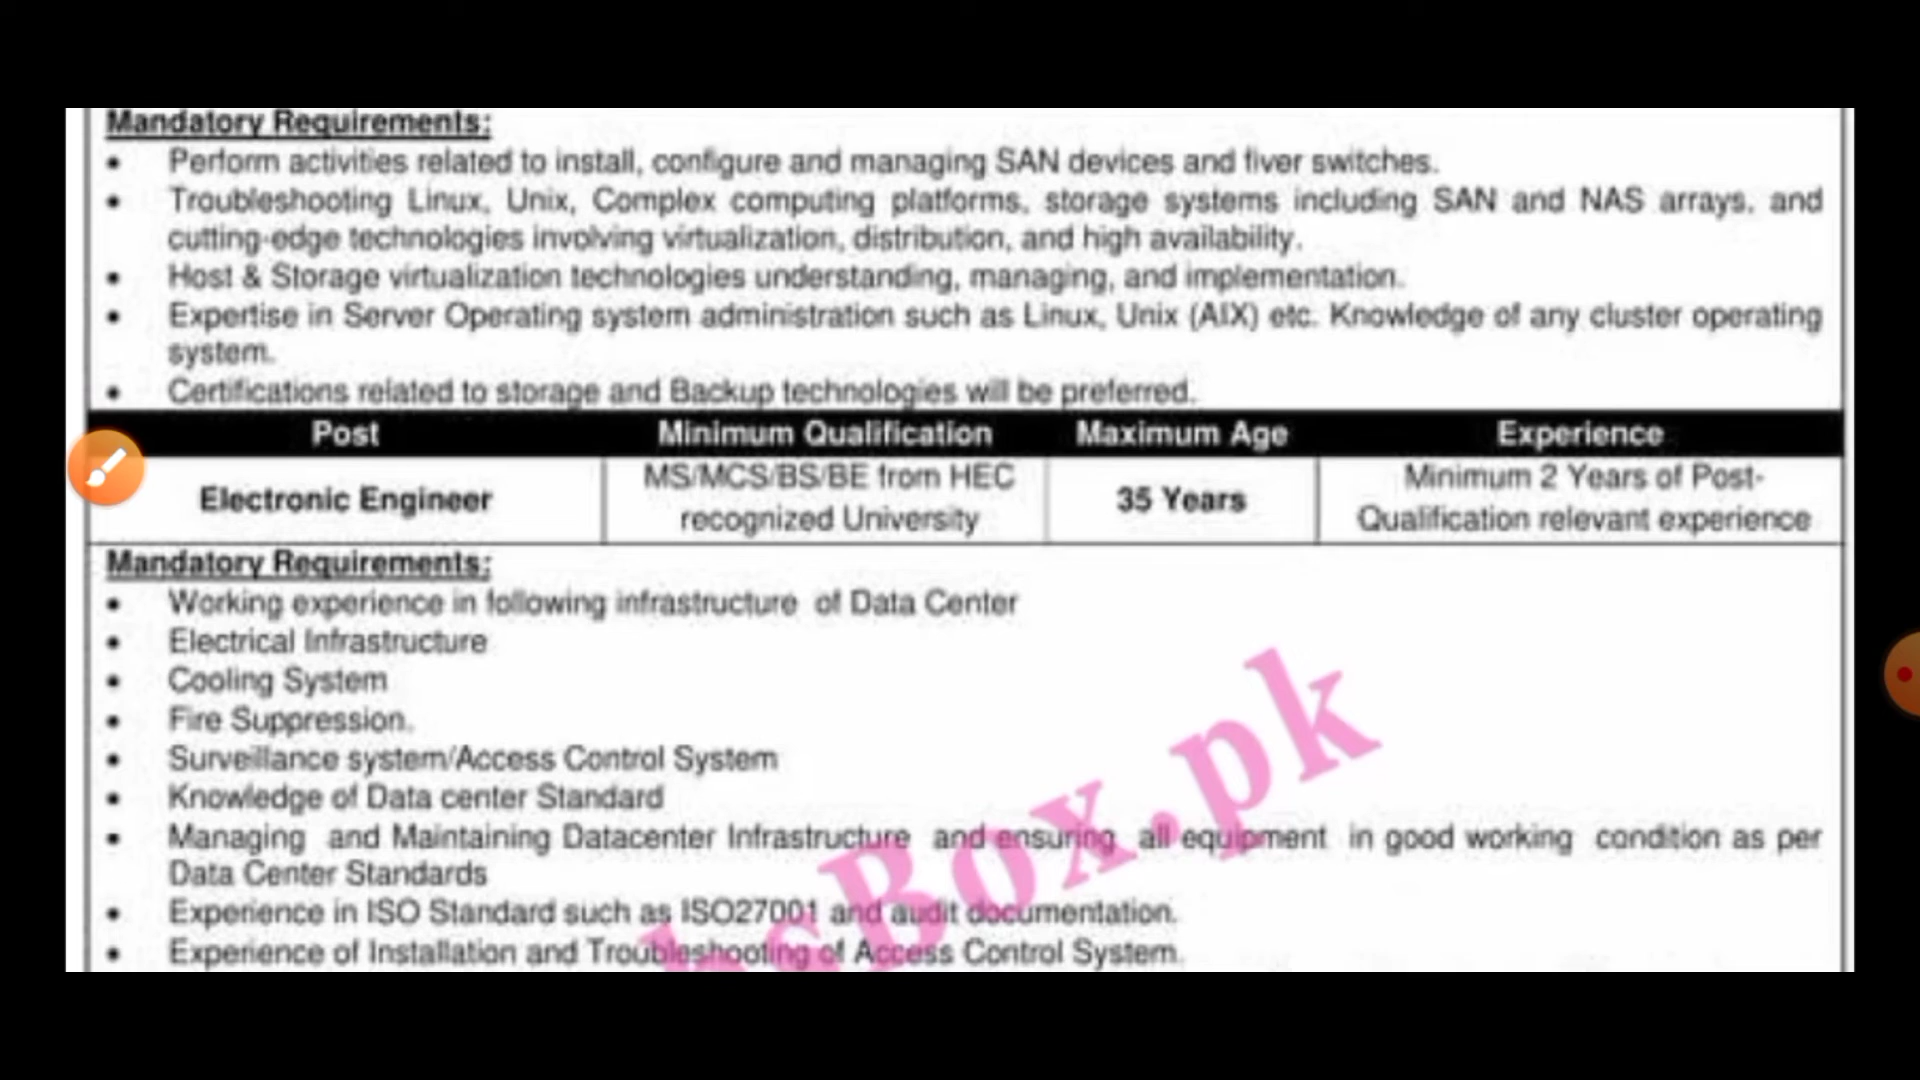 Mandatory Requirements:
• Perform activities related to install, configure and managing SAN devices and fiver switches.
• Troubleshooting Linux, Unix, Complex computing platforms, storage systems including SAN and NAS arrays, and
cutting-edge technologies involving virtualization, distribution, and high availability.
• Host & Storage virtualization technologies understanding, managing, and implementation.
• Expertise in Server Operating system administration such as Linux, Unix (AIX) etc. Knowledge of any cluster operating
system.
• Certifications related to storage and Backup technologies will be preferred.
Post Minimum Qualification Maximum Age Experience
Electronic Engineer MS/MCS/BS/BE from HEC recognized University 35 Years Minimum 2 Years of Post-Qualification relevant experience
Mandatory Requirements:
• Working experience in following infrastructure of Data Center
• Electrical Infrastructure
• Cooling System
• Fire Suppression.
• Surveillance system/Access Control System
• Knowledge of Data center Standard
• Managing and Maintaining Datacenter Infrastructure and ensuring all equipment in good working condition as per
Data Center Standards
• Experience in ISO Standard such as ISO27001 and audit documentation.
• Experience of Installation and Troubleshooting of Access Control System.
bsBox.pk